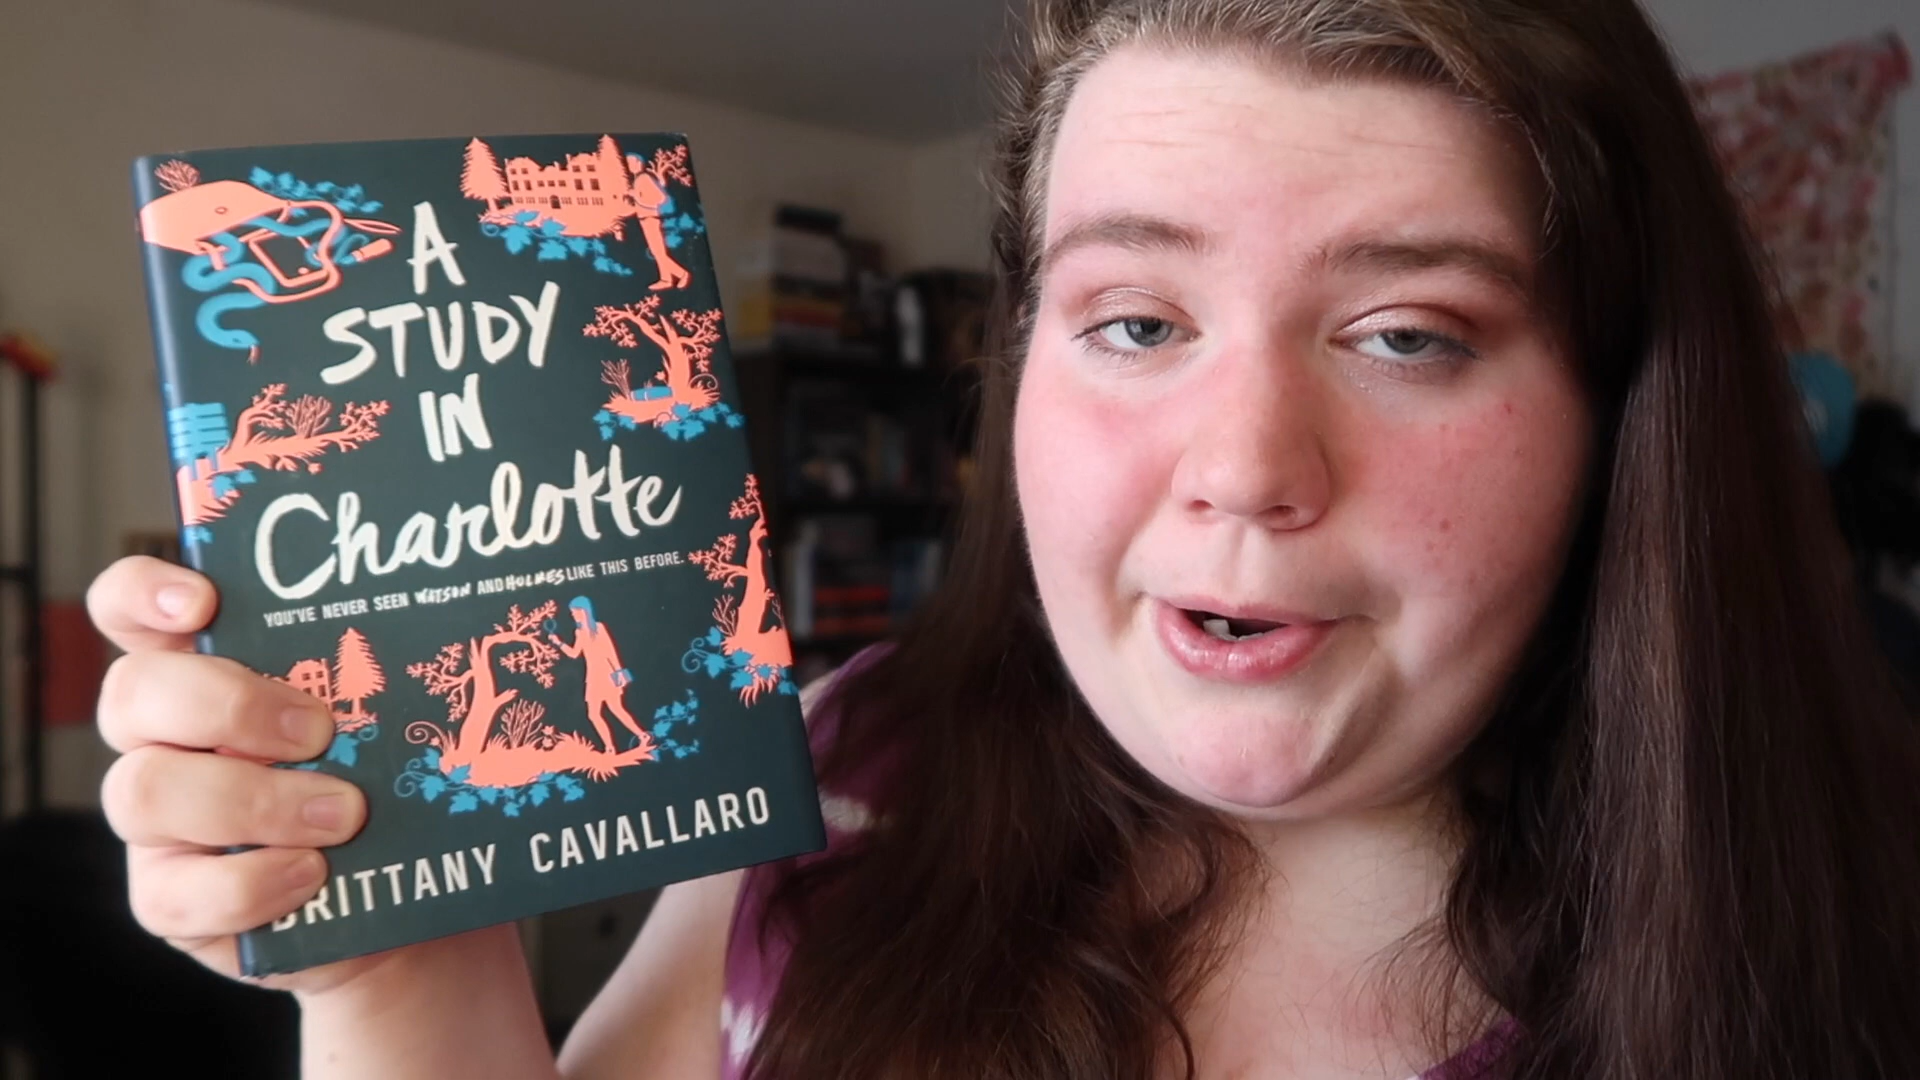 A
STUDY
IN
Charlotte
YOU'VE NEVER SEEN WATSON AND HOLMES LIKE THIS BEFORE.
BRITTANY CAVALLARO